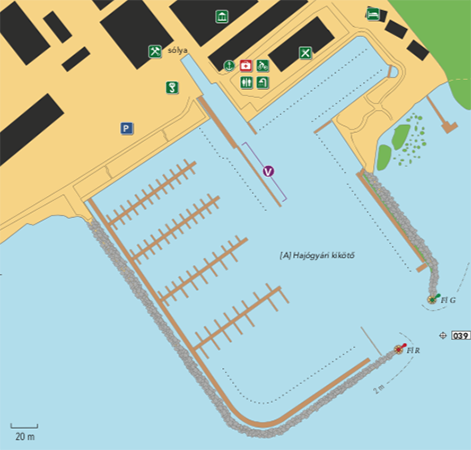 sólya
P
V
[A] Hajógyári kikötő
Fl G
039
Fl R
2 m
20 m